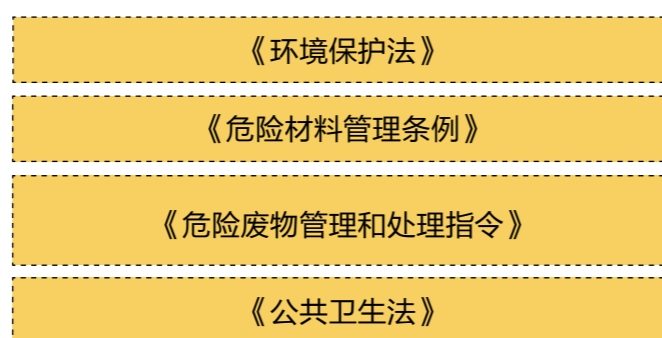 《环境保护法》
《危险材料管理条例》
《危险废物管理和处理指令》
《公共卫生法》